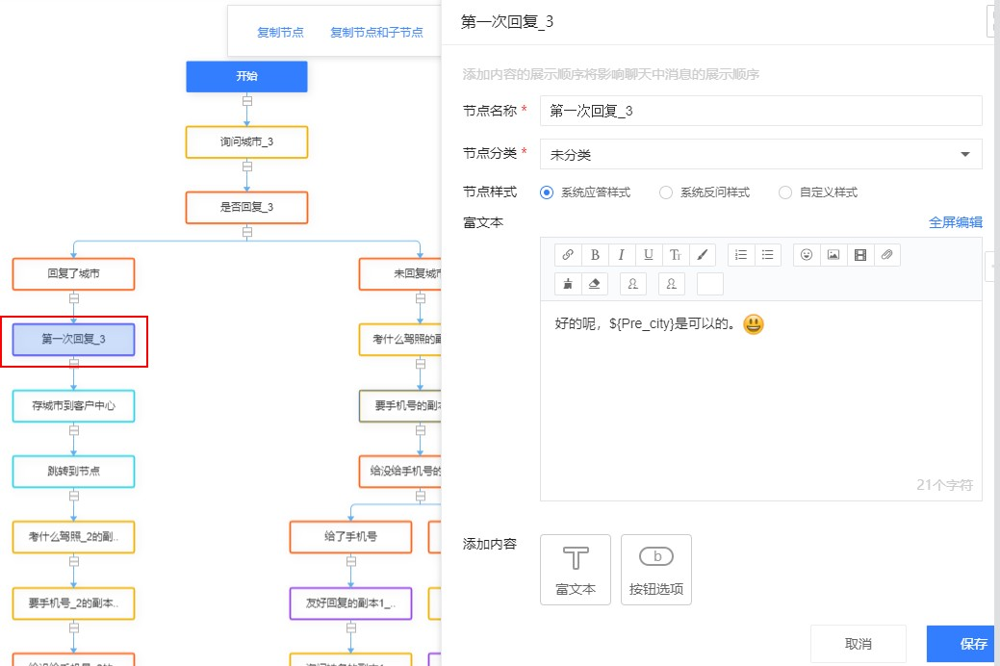 复制节点 复制节点和子节点
开始
询问城市_3
是否回复_3
回复了城市
未回复城市
第一次回复_3
考什么驾照的副
存城市到客户中心
要手机号的副本
跳转到节点
给没给手机号的
考什么驾照_2的副..
给了手机号
要手机号_2的副本..
友好回复的副本1_..
第一次回复_3
添加内容的展示顺序将影响聊天中消息的展示顺序
节点名称 * 第一次回复_3
节点分类 * 未分类
节点样式 系统应答样式 系统反问样式 自定义样式
富文本 全屏编辑
B I U Tr
好的呢，${Pre_city}是可以的。😃
21个字符
添加内容
富文本
b
按钮选项
取消 保存